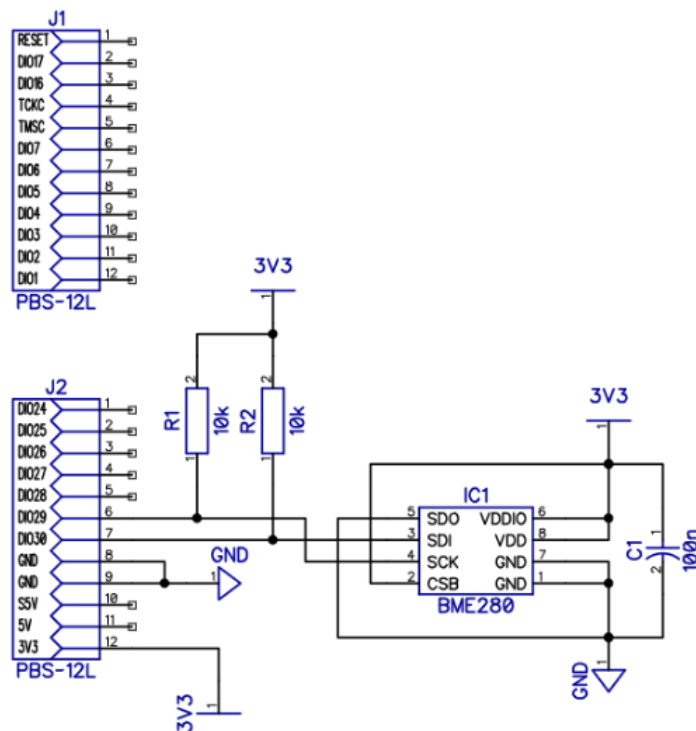 J1
RESET 1
DIO17 2
DIO16 3
TCKC 4
TMSC 5
DIO7 6
DIO6 7
DIO5 8
DIO4 9
DIO3 10
DIO2 11
DIO1 12
PBS-12L
3V3
1
2 2
R1 10k R2 10k
1 1
J2
DIO24 1
DIO25 2
DIO26 3
DIO27 4
DIO28 5
DIO29 6
DIO30 7
GND 8
GND 9
S5V 10
5V 11
3V3 12
PBS-12L
GND
1
3V3 1
3V3
1
IC1
5 SDO VDDIO 6
3 SDI VDD 8
4 SCK GND 7
2 CSB GND 1
BME280
1
C1 100n
2
GND 1